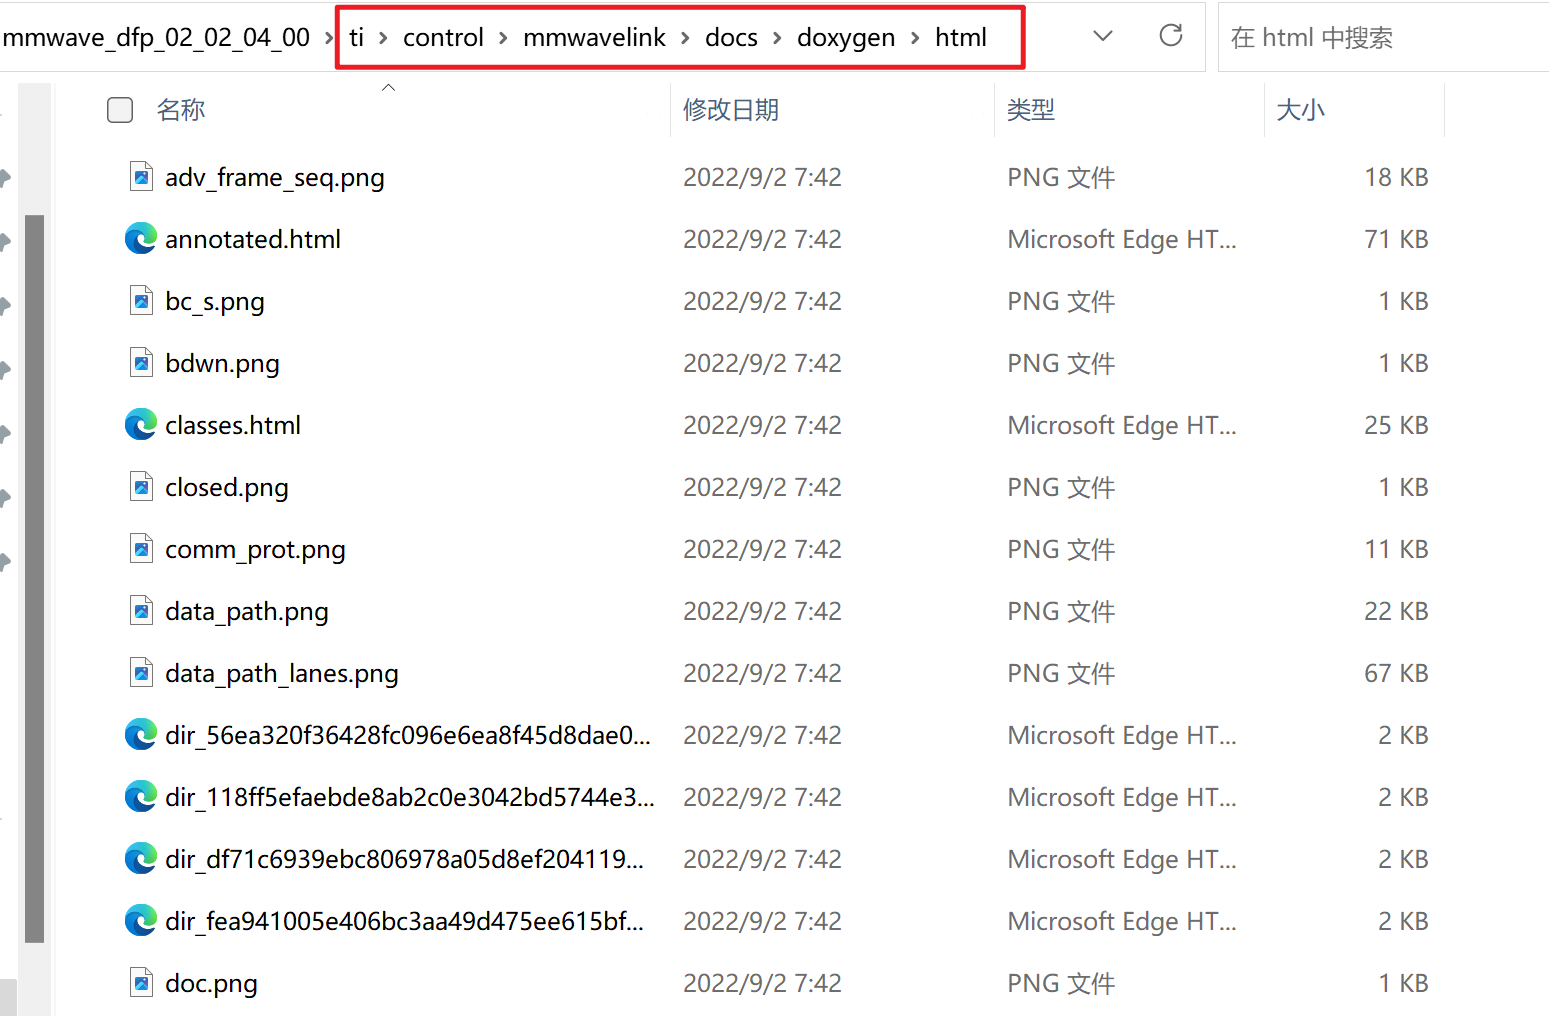 mmwave_dfp_02_02_04_00 › ti › control › mmwavelink › docs › doxygen › html 在 html 中搜索
名称 修改日期 类型 大小
adv_frame_seq.png 2022/9/2 7:42 PNG 文件 18 KB
annotated.html 2022/9/2 7:42 Microsoft Edge HT... 71 KB
bc_s.png 2022/9/2 7:42 PNG 文件 1 KB
bdwn.png 2022/9/2 7:42 PNG 文件 1 KB
classes.html 2022/9/2 7:42 Microsoft Edge HT... 25 KB
closed.png 2022/9/2 7:42 PNG 文件 1 KB
comm_prot.png 2022/9/2 7:42 PNG 文件 11 KB
data_path.png 2022/9/2 7:42 PNG 文件 22 KB
data_path_lanes.png 2022/9/2 7:42 PNG 文件 67 KB
dir_56ea320f36428fc096e6ea8f45d8dae0... 2022/9/2 7:42 Microsoft Edge HT... 2 KB
dir_118ff5efaebde8ab2c0e3042bd5744e3... 2022/9/2 7:42 Microsoft Edge HT... 2 KB
dir_df71c6939ebc806978a05d8ef204119... 2022/9/2 7:42 Microsoft Edge HT... 2 KB
dir_fea941005e406bc3aa49d475ee615bf... 2022/9/2 7:42 Microsoft Edge HT... 2 KB
doc.png 2022/9/2 7:42 PNG 文件 1 KB